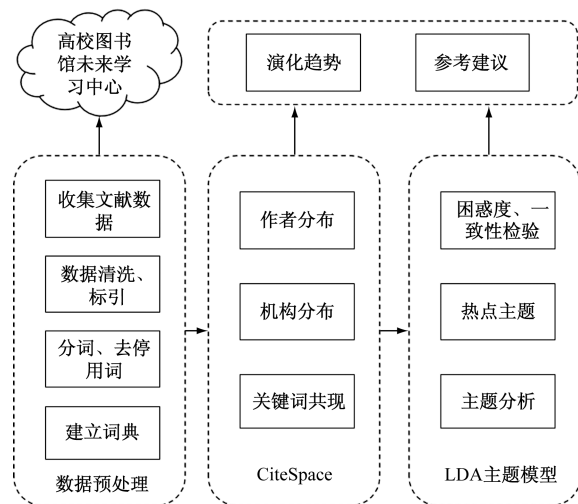 高校图书
馆未来学
习中心
演化趋势
参考建议
收集文献数
据
数据清洗、
标引
分词、去停
用词
建立词典
数据预处理
作者分布
机构分布
关键词共现
CiteSpace
困惑度、一
致性检验
热点主题
主题分析
LDA主题模型